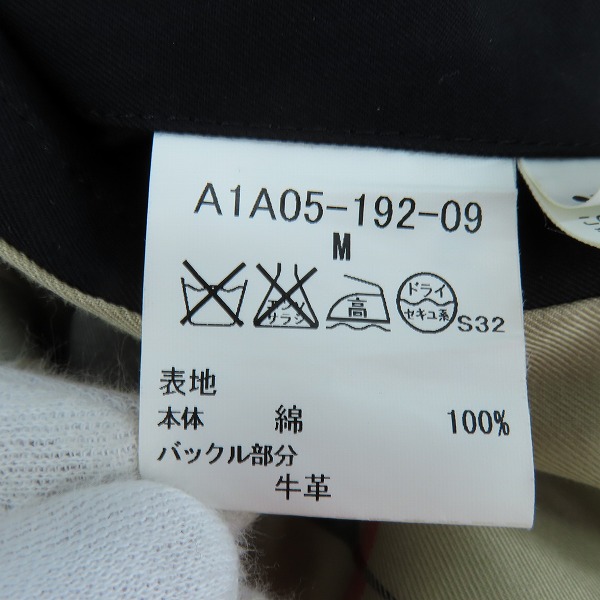 A1A05-192-09
M
エンソ
サラシ
高
ドライ
セキユ系
S32
表地
本体 綿 100%
バックル部分
牛革